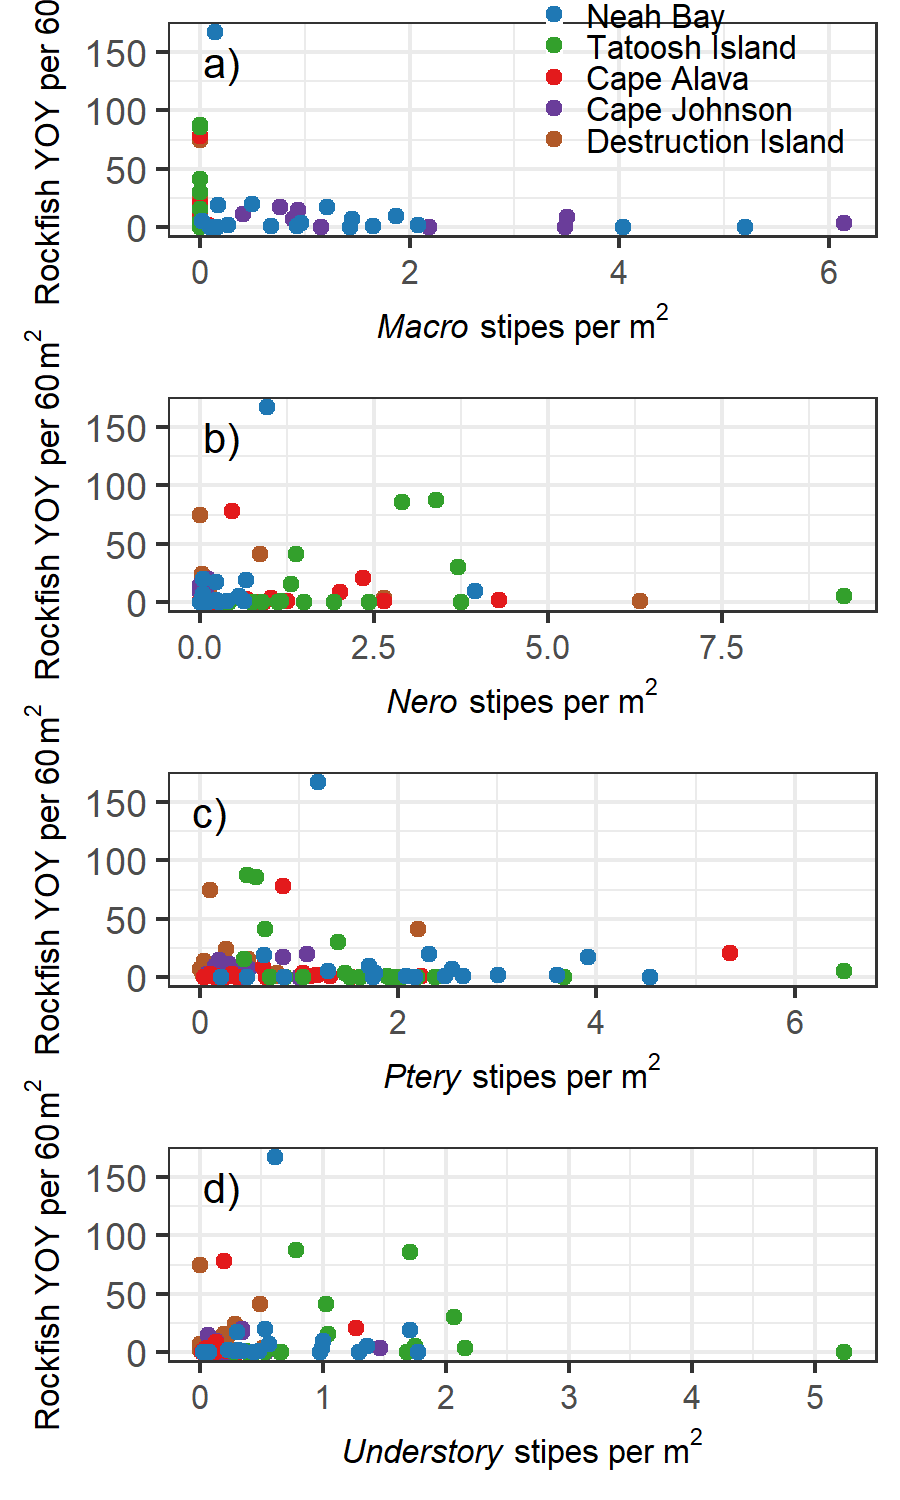 Rockfish YOY per 60
150
100
50
0
a)
Neah Bay
Tatoosh Island
Cape Alava
Cape Johnson
Destruction Island
0 2 4 6
Macro stipes per m²
Rockfish YOY per 60 m²
150
100
50
0
b)
0.0 2.5 5.0 7.5
Nero stipes per m²
Rockfish YOY per 60 m²
150
100
50
0
c)
0 2 4 6
Ptery stipes per m²
Rockfish YOY per 60 m²
150
100
50
0
d)
0 1 2 3 4 5
Understory stipes per m²